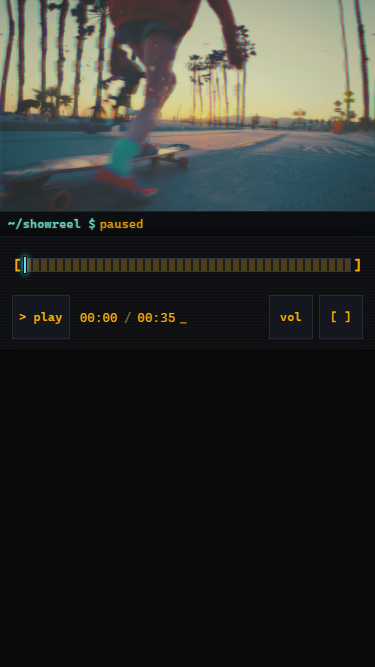 ~/showreel $ paused
[ ]
> play 00:00 / 00:35 _ vol [ ]